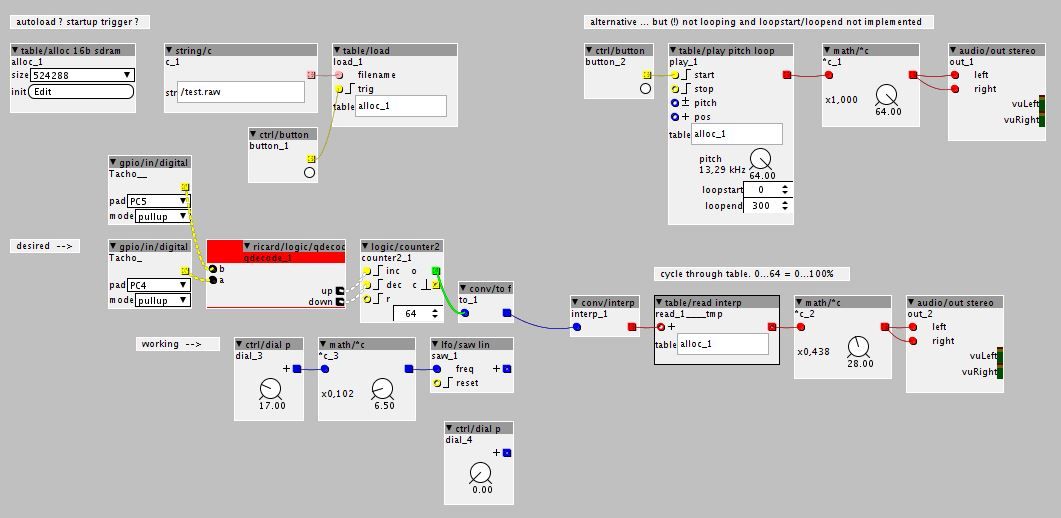 autoload ? startup trigger ?
alternative ... but (!) not looping and loopstart/loopend not implemented
table/alloc 16b sdram
alloc_1
size 524288
init Edit
string/c
c_1
str /test.raw
table/load
load_1
filename
trig
table alloc_1
ctrl/button
button_1
ctrl/button
button_2
table/play pitch loop
play_1
start
stop
pitch
pos
table alloc_1
pitch
13,29 kHz
64.00
loopstart 0
loopend 300
math/*c
*c_1
x1,000
64.00
audio/out stereo
out_1
left
right
vuLeft
vuRight
gpio/in/digital
Tacho__
pad PC5
mode pullup
desired -->
gpio/in/digital
Tacho_
pad PC4
mode pullup
ricard/logic/qdecod
qdecode_1
b
a
up
down
logic/counter2
counter2_1
inc o
dec c
r
64
conv/to f
to_1
cycle through table. 0...64 = 0...100%
conv/interp
interp_1
table/read interp
read_1____tmp
table alloc_1
math/*c
*c_2
x0,438
28.00
audio/out stereo
out_2
left
right
vuLeft
vuRight
working -->
ctrl/dial p
dial_3
17.00
math/*c
*c_3
x0,102
6.50
lfo/saw lin
saw_1
freq
reset
ctrl/dial p
dial_4
0.00